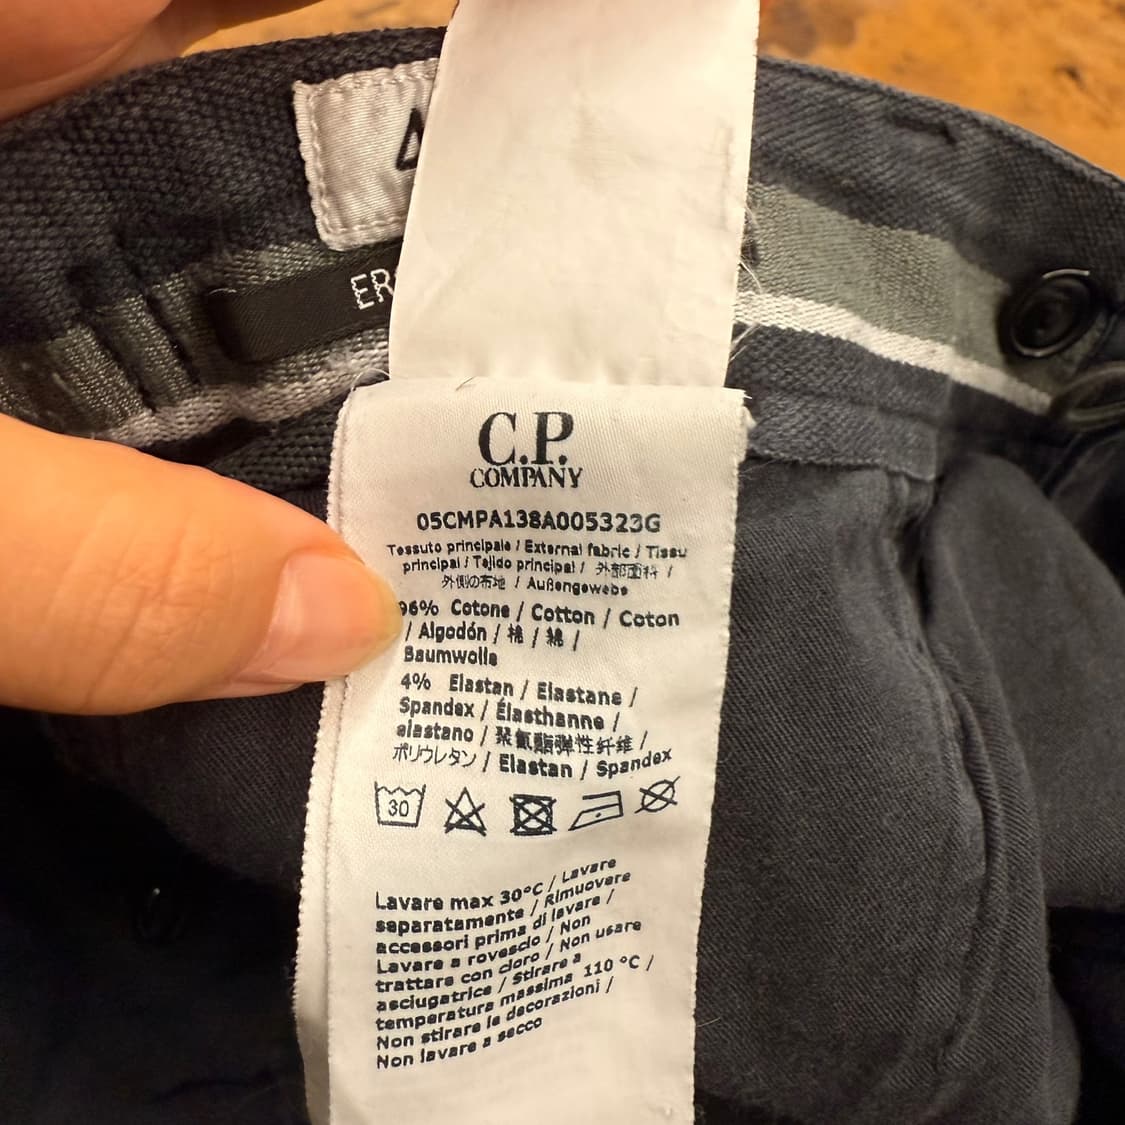 4
ER
C.P.
COMPANY
05CMPA138A005323G
Tessuto principale / External fabric / Tissu
principal / Tejido principal / 外部面料 /
外側の布地 / Außengewebe
96% Cotone / Cotton / Coton
/ Algodón / 棉 / 綿 /
Baumwolle
4% Elastan / Elastane /
Spandex / Élasthanne /
elastano / 聚氨酯弹性纤维 /
ポリウレタン / Elastan / Spandex
30
Lavare max 30°C / Lavare
separatamente / Rimuovere
accessori prima di lavare /
Lavare a rovescio / Non
trattare con cloro / Non usare
asciugatrice / Stirare a
temperatura massima 110 °C /
Non stirare le decorazioni /
Non lavare a secco